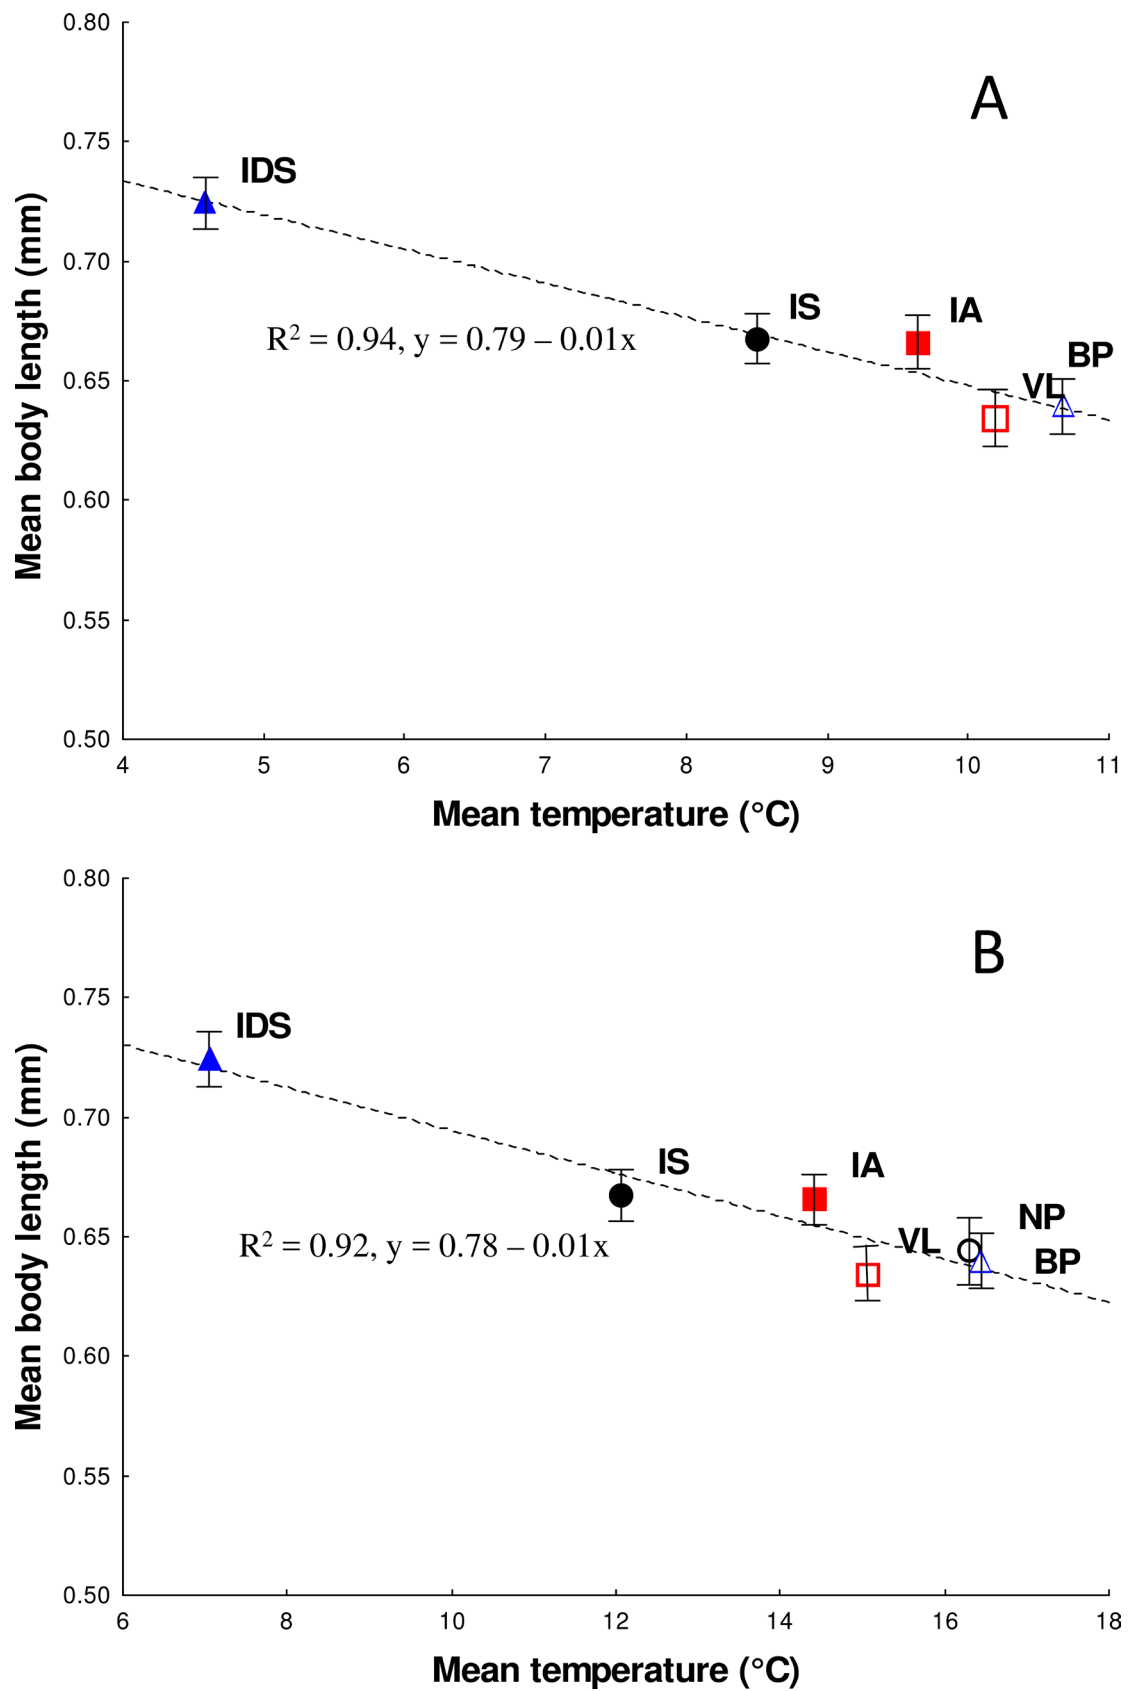 A
0.80
0.75
0.70
0.65
0.60
0.55
0.50
Mean body length (mm)
IDS
IS
IA
BP
VL
R² = 0.94, y = 0.79 – 0.01x
4 5 6 7 8 9 10 11
Mean temperature (°C)
B
0.80
0.75
0.70
0.65
0.60
0.55
0.50
Mean body length (mm)
IDS
IS
IA
NP
VL
BP
R² = 0.92, y = 0.78 – 0.01x
6 8 10 12 14 16 18
Mean temperature (°C)